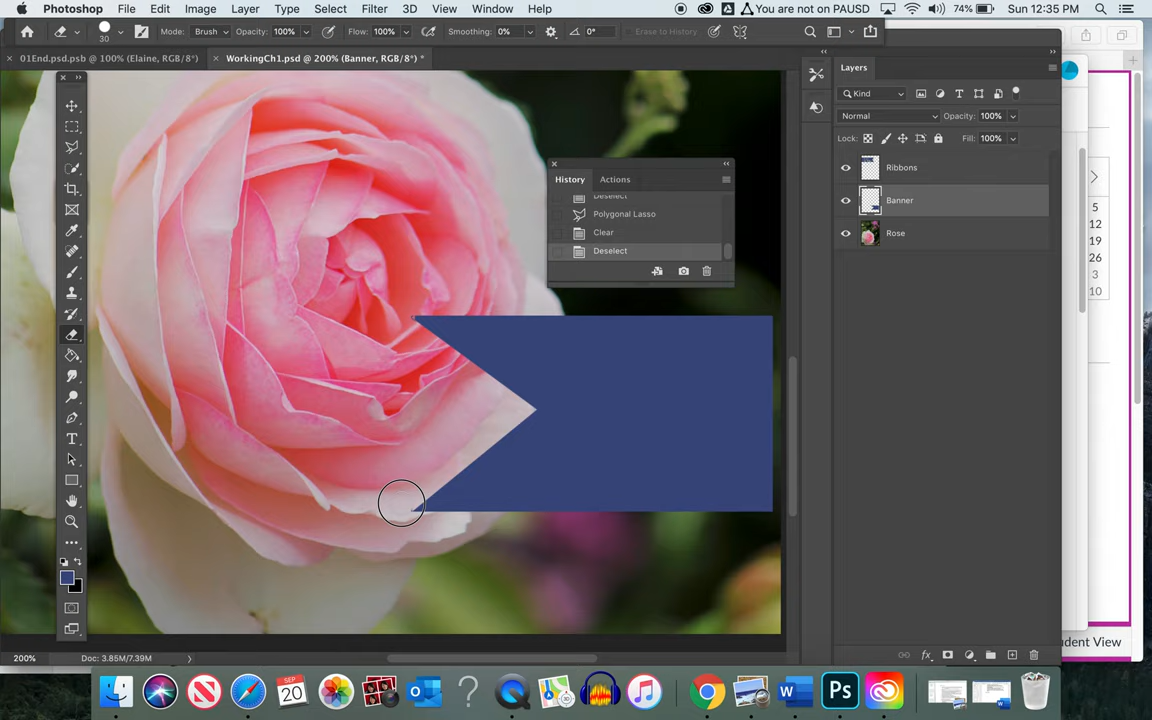 Photoshop File Edit Image Layer Type Select Filter 3D View Window Help You are not on PAUSD 74% Sun 12:35 PM
30 Mode: Brush Opacity: 100% Flow: 100% Smoothing: 0% 0° Erase to History
01End.psd.psb @ 100% (Elaine, RGB/8*) WorkingCh1.psd @ 200% (Banner, RGB/8*) *
Layers
Kind
Normal Opacity: 100%
Lock: Fill: 100%
Ribbons
Banner
Rose
History Actions
Deselect
Polygonal Lasso
Clear
Deselect
5
12
19
26
3
10
udent View
200% Doc: 3.85M/7.39M
SEP
20
W
Ps